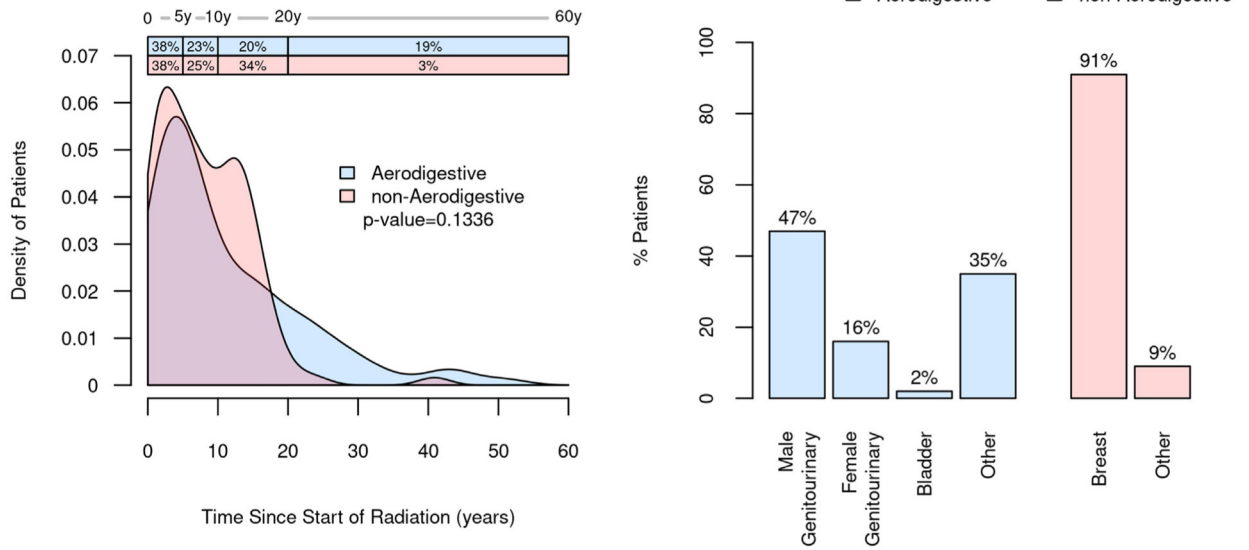 0 5y 10y 20y 60y
38% 23% 20% 19%
38% 25% 34% 3%
0.07
0.06
0.05
0.04
0.03
0.02
0.01
0
Density of Patients
Aerodigestive
non-Aerodigestive
p-value=0.1336
0 10 20 30 40 50 60
Time Since Start of Radiation (years)
100
80
60
40
20
0
% Patients
47%
16%
2%
35%
91%
9%
Male
Genitourinary
Female
Genitourinary
Bladder
Other
Breast
Other